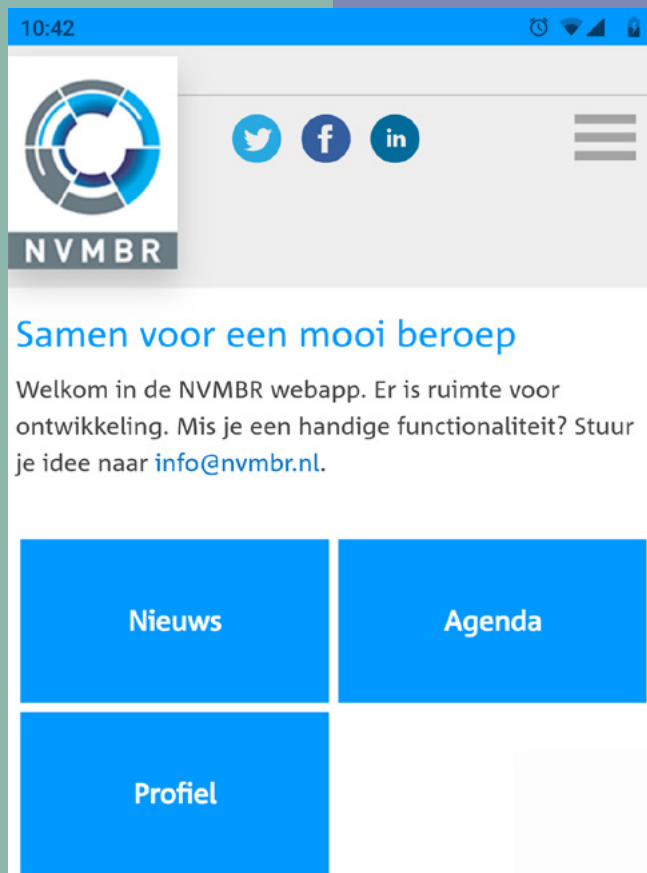 10:42
NVMBR
Samen voor een mooi beroep
Welkom in de NVMBR webapp. Er is ruimte voor
ontwikkeling. Mis je een handige functionaliteit? Stuur
je idee naar info@nvmbr.nl.
Nieuws
Agenda
Profiel